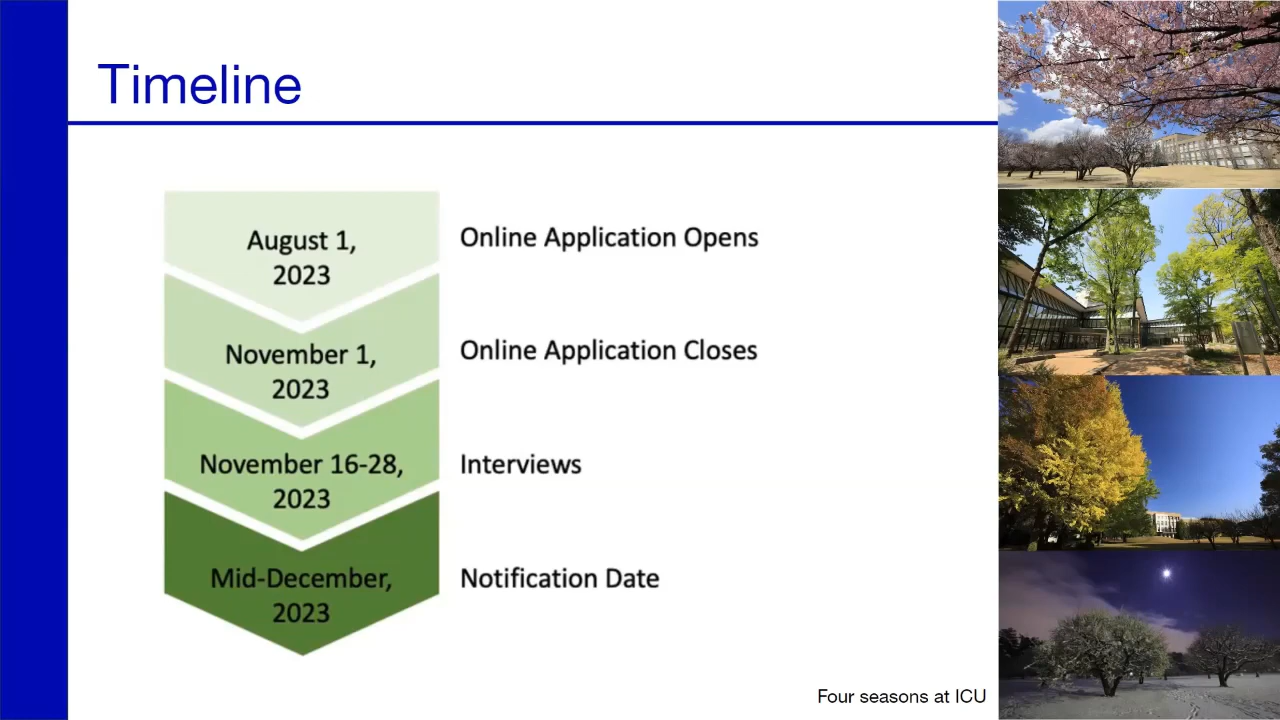 Timeline
August 1,
2023
Online Application Opens
November 1,
2023
Online Application Closes
November 16-28,
2023
Interviews
Mid-December,
2023
Notification Date
Four seasons at ICU